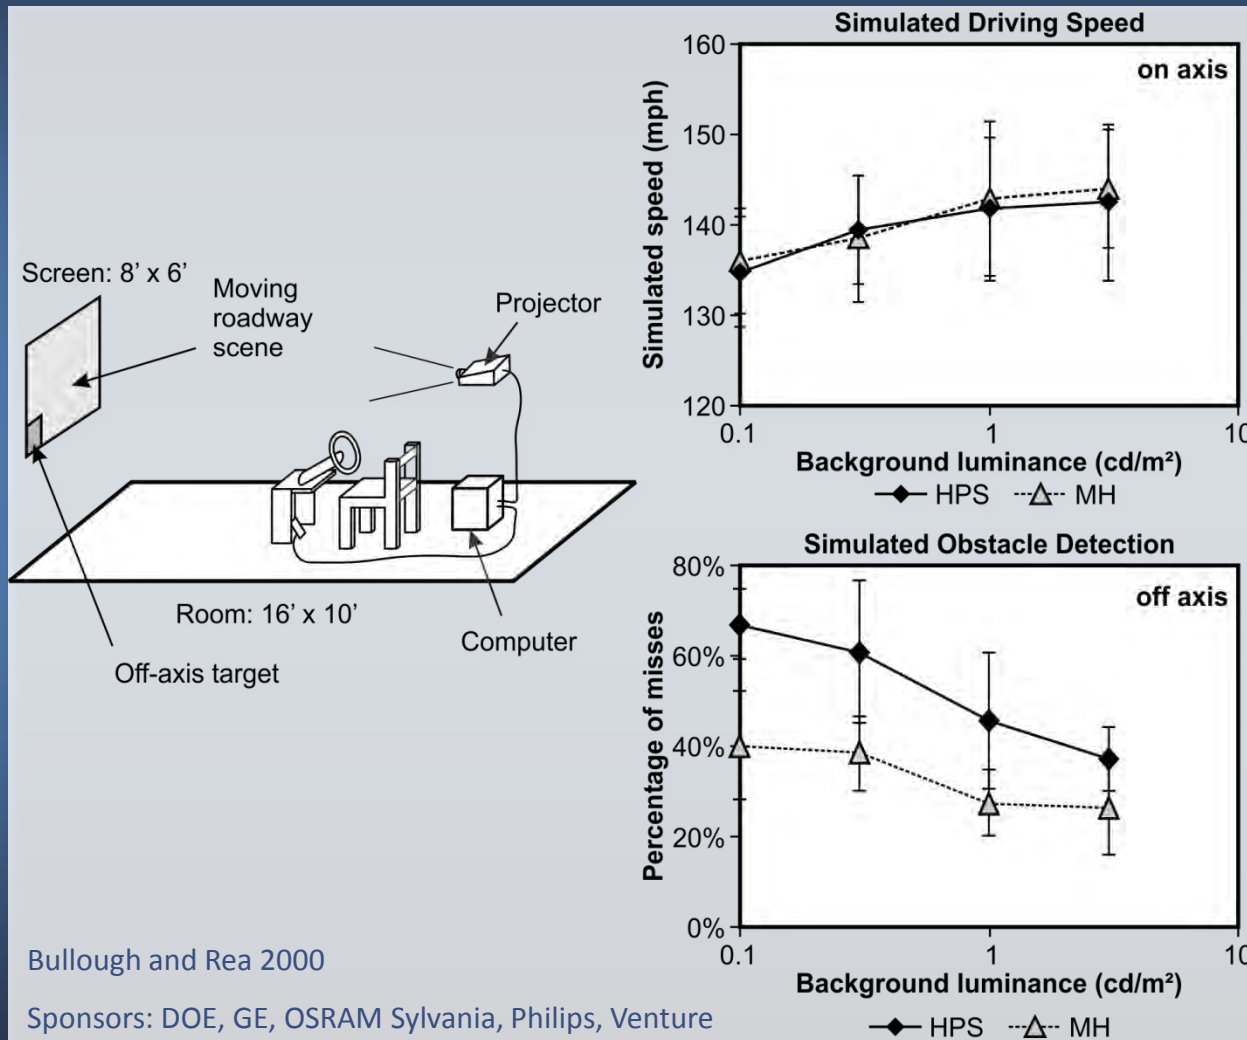 Screen: 8’ x 6’
Moving
roadway
scene
Projector
Room: 16’ x 10’
Computer
Off-axis target
Bullough and Rea 2000
Sponsors: DOE, GE, OSRAM Sylvania, Philips, Venture
Simulated Driving Speed
on axis
Simulated speed (mph)
160
150
140
130
120
0.1
1
10
Background luminance (cd/m²)
HPS
MH
Simulated Obstacle Detection
off axis
Percentage of misses
80%
60%
40%
20%
0%
0.1
1
10
Background luminance (cd/m²)
HPS
MH